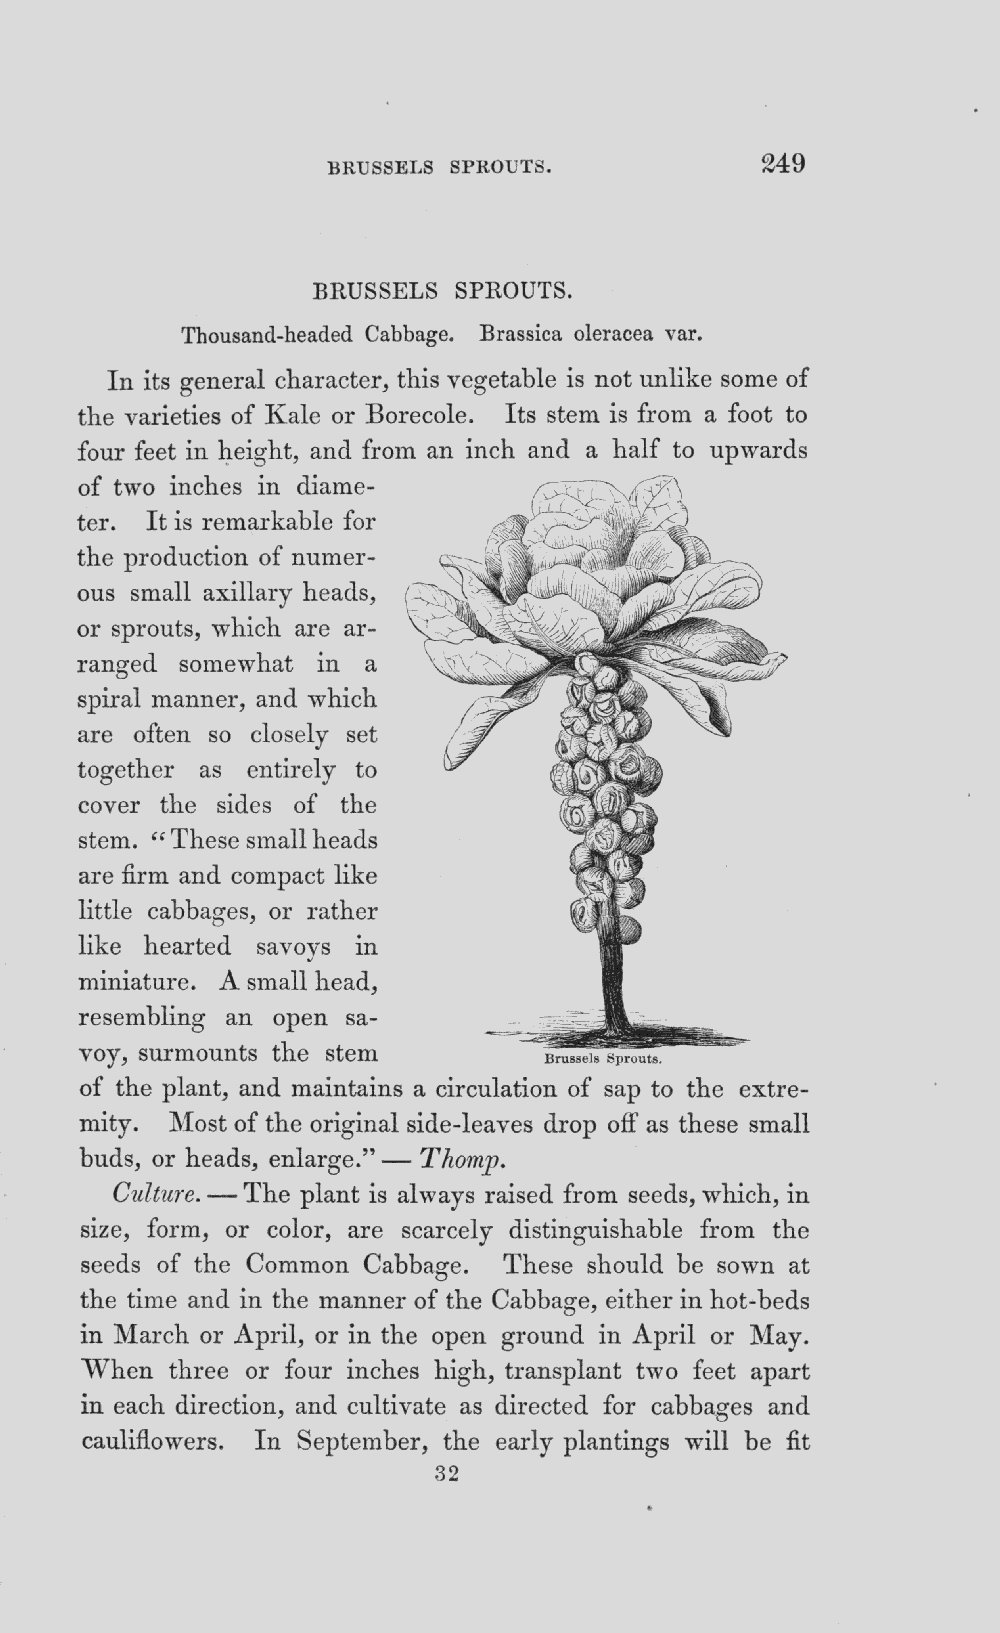 BRUSSELS SPROUTS. 249
BRUSSELS SPROUTS.
Thousand-headed Cabbage. Brassica oleracea var.
In its general character, this vegetable is not unlike some of
the varieties of Kale or Borecole. Its stem is from a foot to
four feet in height, and from an inch and a half to upwards
of two inches in diame-
ter. It is remarkable for
the production of numer-
ous small axillary heads,
or sprouts, which are ar-
ranged somewhat in a
spiral manner, and which
are often so closely set
together as entirely to
cover the sides of the
stem. “These small heads
are firm and compact like
little cabbages, or rather
like hearted savoys in
miniature. A small head,
resembling an open sa-
voy, surmounts the stem
Brussels Sprouts.
of the plant, and maintains a circulation of sap to the extre-
mity. Most of the original side-leaves drop off as these small
buds, or heads, enlarge.” — Thomp.
Culture. — The plant is always raised from seeds, which, in
size, form, or color, are scarcely distinguishable from the
seeds of the Common Cabbage. These should be sown at
the time and in the manner of the Cabbage, either in hot-beds
in March or April, or in the open ground in April or May.
When three or four inches high, transplant two feet apart
in each direction, and cultivate as directed for cabbages and
cauliflowers. In September, the early plantings will be fit
32